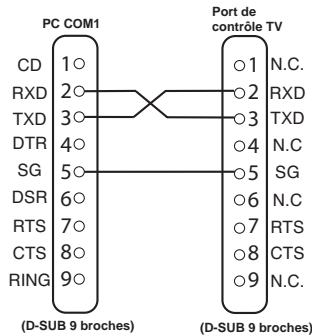 PC COM1
Port de
contrôle TV
CD 1 1 N.C.
RXD 2 2 RXD
TXD 3 3 TXD
DTR 4 4 N.C
SG 5 5 SG
DSR 6 6 N.C
RTS 7 7 RTS
CTS 8 8 CTS
RING 9 9 N.C.
(D-SUB 9 broches) (D-SUB 9 broches)